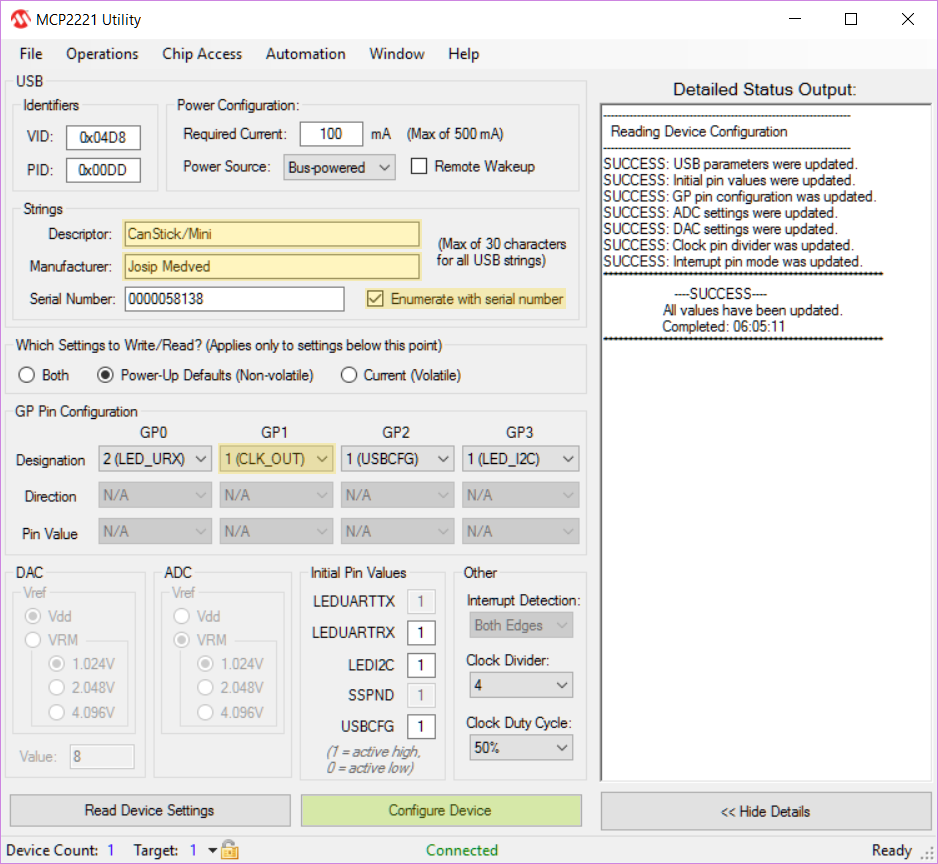 MCP2221 Utility
File Operations Chip Access Automation Window Help
USB
Identifiers
VID: 0x04D8
PID: 0x00DD
Power Configuration:
Required Current: 100 mA (Max of 500 mA)
Power Source: Bus-powered Remote Wakeup
Strings
Descriptor: CanStick/Mini
Manufacturer: Josip Medved
(Max of 30 characters
for all USB strings)
Serial Number: 0000058138 Enumerate with serial number
Which Settings to Write/Read? (Applies only to settings below this point)
Both Power-Up Defaults (Non-volatile) Current (Volatile)
GP Pin Configuration
GP0 GP1 GP2 GP3
Designation 2 (LED_URX) 1 (CLK_OUT) 1 (USBCFG) 1 (LED_I2C)
Direction N/A N/A N/A N/A
Pin Value N/A N/A N/A N/A
DAC
Vref
Vdd
VRM
1.024V
2.048V
4.096V
Value: 8
ADC
Vref
Vdd
VRM
1.024V
2.048V
4.096V
Initial Pin Values
LEDUARTTX 1
LEDUARTRX 1
LEDI2C 1
SSPND 1
USBCFG 1
(1 = active high,
0 = active low)
Other
Interrupt Detection:
Both Edges
Clock Divider:
4
Clock Duty Cycle:
50%
Read Device Settings Configure Device
Detailed Status Output:
Reading Device Configuration
SUCCESS: USB parameters were updated.
SUCCESS: Initial pin values were updated.
SUCCESS: GP pin configuration was updated.
SUCCESS: ADC settings were updated.
SUCCESS: DAC settings were updated.
SUCCESS: Clock pin divider was updated.
SUCCESS: Interrupt pin mode was updated.
----SUCCESS----
All values have been updated.
Completed: 06:05:11
<< Hide Details
Device Count: 1 Target: 1 Connected Ready